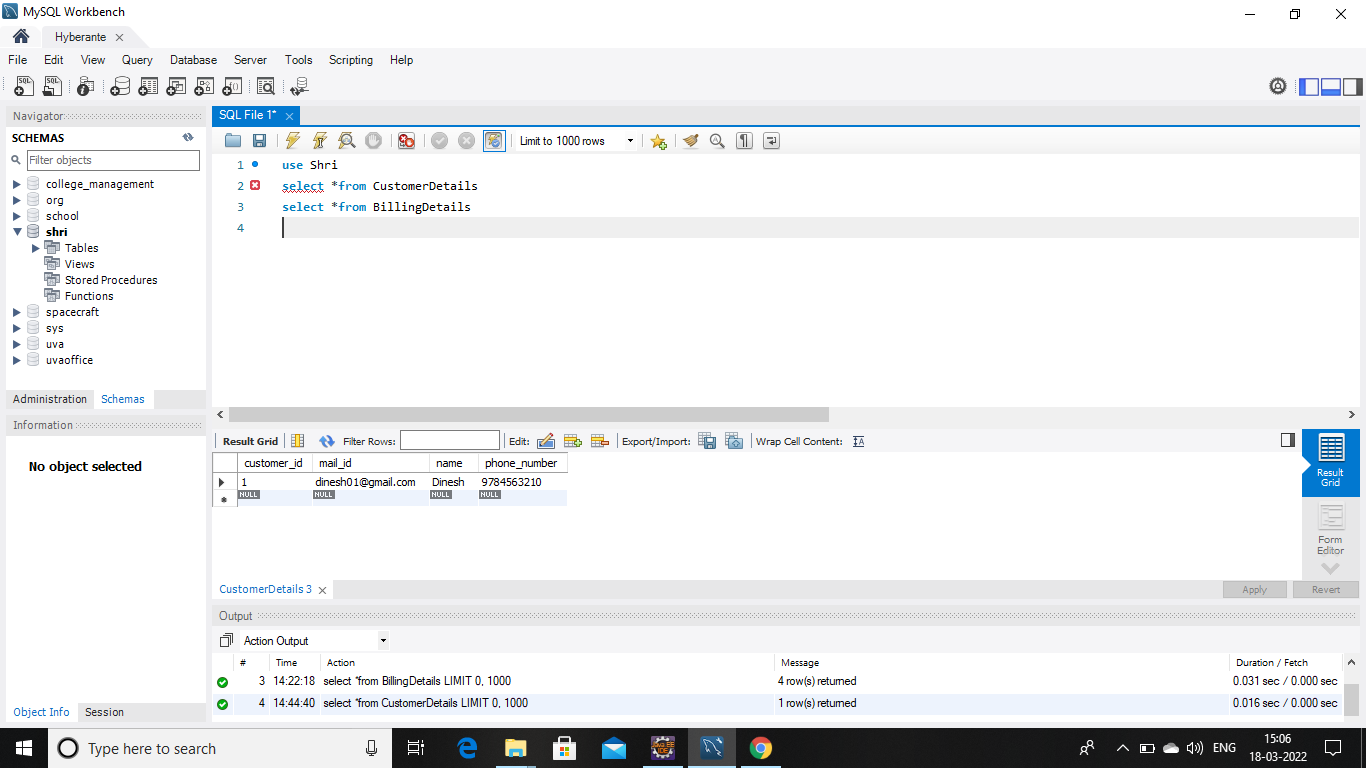 MySQL Workbench
Hyberante
File Edit View Query Database Server Tools Scripting Help
Navigator
SCHEMAS
Filter objects
college_management
org
school
shri
Tables
Views
Stored Procedures
Functions
spacecraft
sys
uva
uvaoffice
Administration Schemas
Information
No object selected
Object Info Session
SQL File 1*
Limit to 1000 rows
1 use Shri
2 select *from CustomerDetails
3 select *from BillingDetails
4
Result Grid Filter Rows: Edit: Export/Import: Wrap Cell Content:
customer_id mail_id name phone_number
1 dinesh01@gmail.com Dinesh 9784563210
NULL NULL NULL NULL
Result Grid
Form Editor
CustomerDetails 3
Apply Revert
Output
Action Output
# Time Action Message Duration / Fetch
3 14:22:18 select *from BillingDetails LIMIT 0, 1000 4 row(s) returned 0.031 sec / 0.000 sec
4 14:44:40 select *from CustomerDetails LIMIT 0, 1000 1 row(s) returned 0.016 sec / 0.000 sec
Type here to search
ENG
15:06
18-03-2022